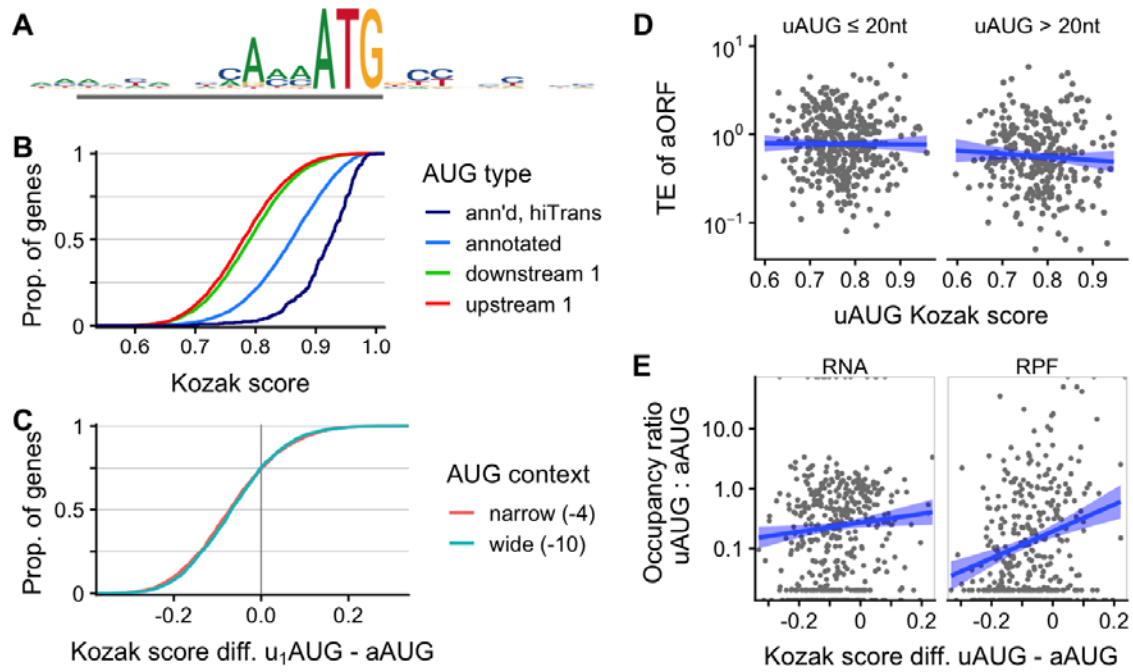 A
CAAAATG
B
1
0.5
0
Prop. of genes
0.6 0.7 0.8 0.9 1.0
Kozak score
AUG type
ann'd, hiTrans
annotated
downstream 1
upstream 1
C
1
0.5
0
Prop. of genes
-0.2 0.0 0.2
Kozak score diff. u₁AUG - aAUG
AUG context
narrow (-4)
wide (-10)
D
uAUG ≤ 20nt uAUG > 20nt
10¹
10⁰
10⁻¹
TE of aORF
0.6 0.7 0.8 0.9 0.6 0.7 0.8 0.9
uAUG Kozak score
E
RNA RPF
10.0
1.0
0.1
Occupancy ratio
uAUG : aAUG
-0.2 0 0.2 -0.2 0 0.2
Kozak score diff. uAUG - aAUG